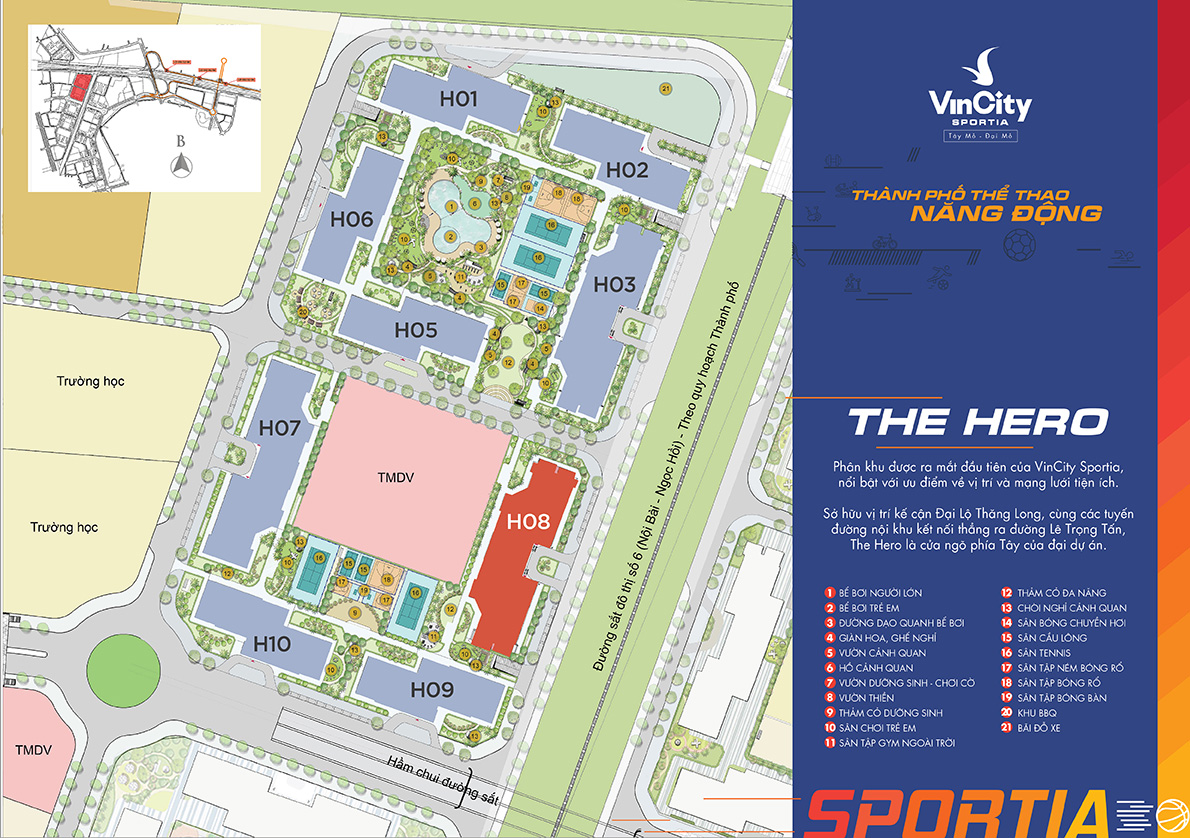 B
H01
H02
H03
H06
H05
H07
H08
H10
H09
TMDV
TMDV
Trường học
Trường học
Đường sắt đô thị số 6 (Nội Bài - Ngọc Hồi) - Theo quy hoạch Thành phố
Hầm chui đường sắt
VINCITY
SPORTIA
Tây Mỗ - Đại Mỗ
THÀNH PHỐ THỂ THAO
NĂNG ĐỘNG
THE HERO
Phân khu được ra mắt đầu tiên của VinCity Sportia,
nổi bật với ưu điểm về vị trí và mạng lưới tiện ích.
Sở hữu vị trí kế cận Đại Lộ Thăng Long, cùng các tuyến
đường nội khu kết nối thẳng ra đường Lê Trọng Tấn,
The Hero là cửa ngõ phía Tây của đại dự án.
1 BỂ BƠI NGƯỜI LỚN
2 BỂ BƠI TRẺ EM
3 ĐƯỜNG DẠO QUANH BỂ BƠI
4 GIÀN HOA, GHẾ NGHỈ
5 VƯỜN CẢNH QUAN
6 HỒ CẢNH QUAN
7 VƯỜN DƯỠNG SINH - CHƠI CỜ
8 VƯỜN THIỀN
9 THẢM CỎ DƯỠNG SINH
10 SÂN CHƠI TRẺ EM
11 SÂN TẬP GYM NGOÀI TRỜI
12 THẢM CỎ ĐA NĂNG
13 CHÒI NGHỈ CẢNH QUAN
14 SÂN BÓNG CHUYỀN HƠI
15 SÂN CẦU LÔNG
16 SÂN TENNIS
17 SÂN TẬP NÉM BÓNG RỔ
18 SÂN TẬP BÓNG RỔ
19 SÂN TẬP BÓNG BÀN
20 KHU BBQ
21 BÃI ĐỖ XE
SPORTIA